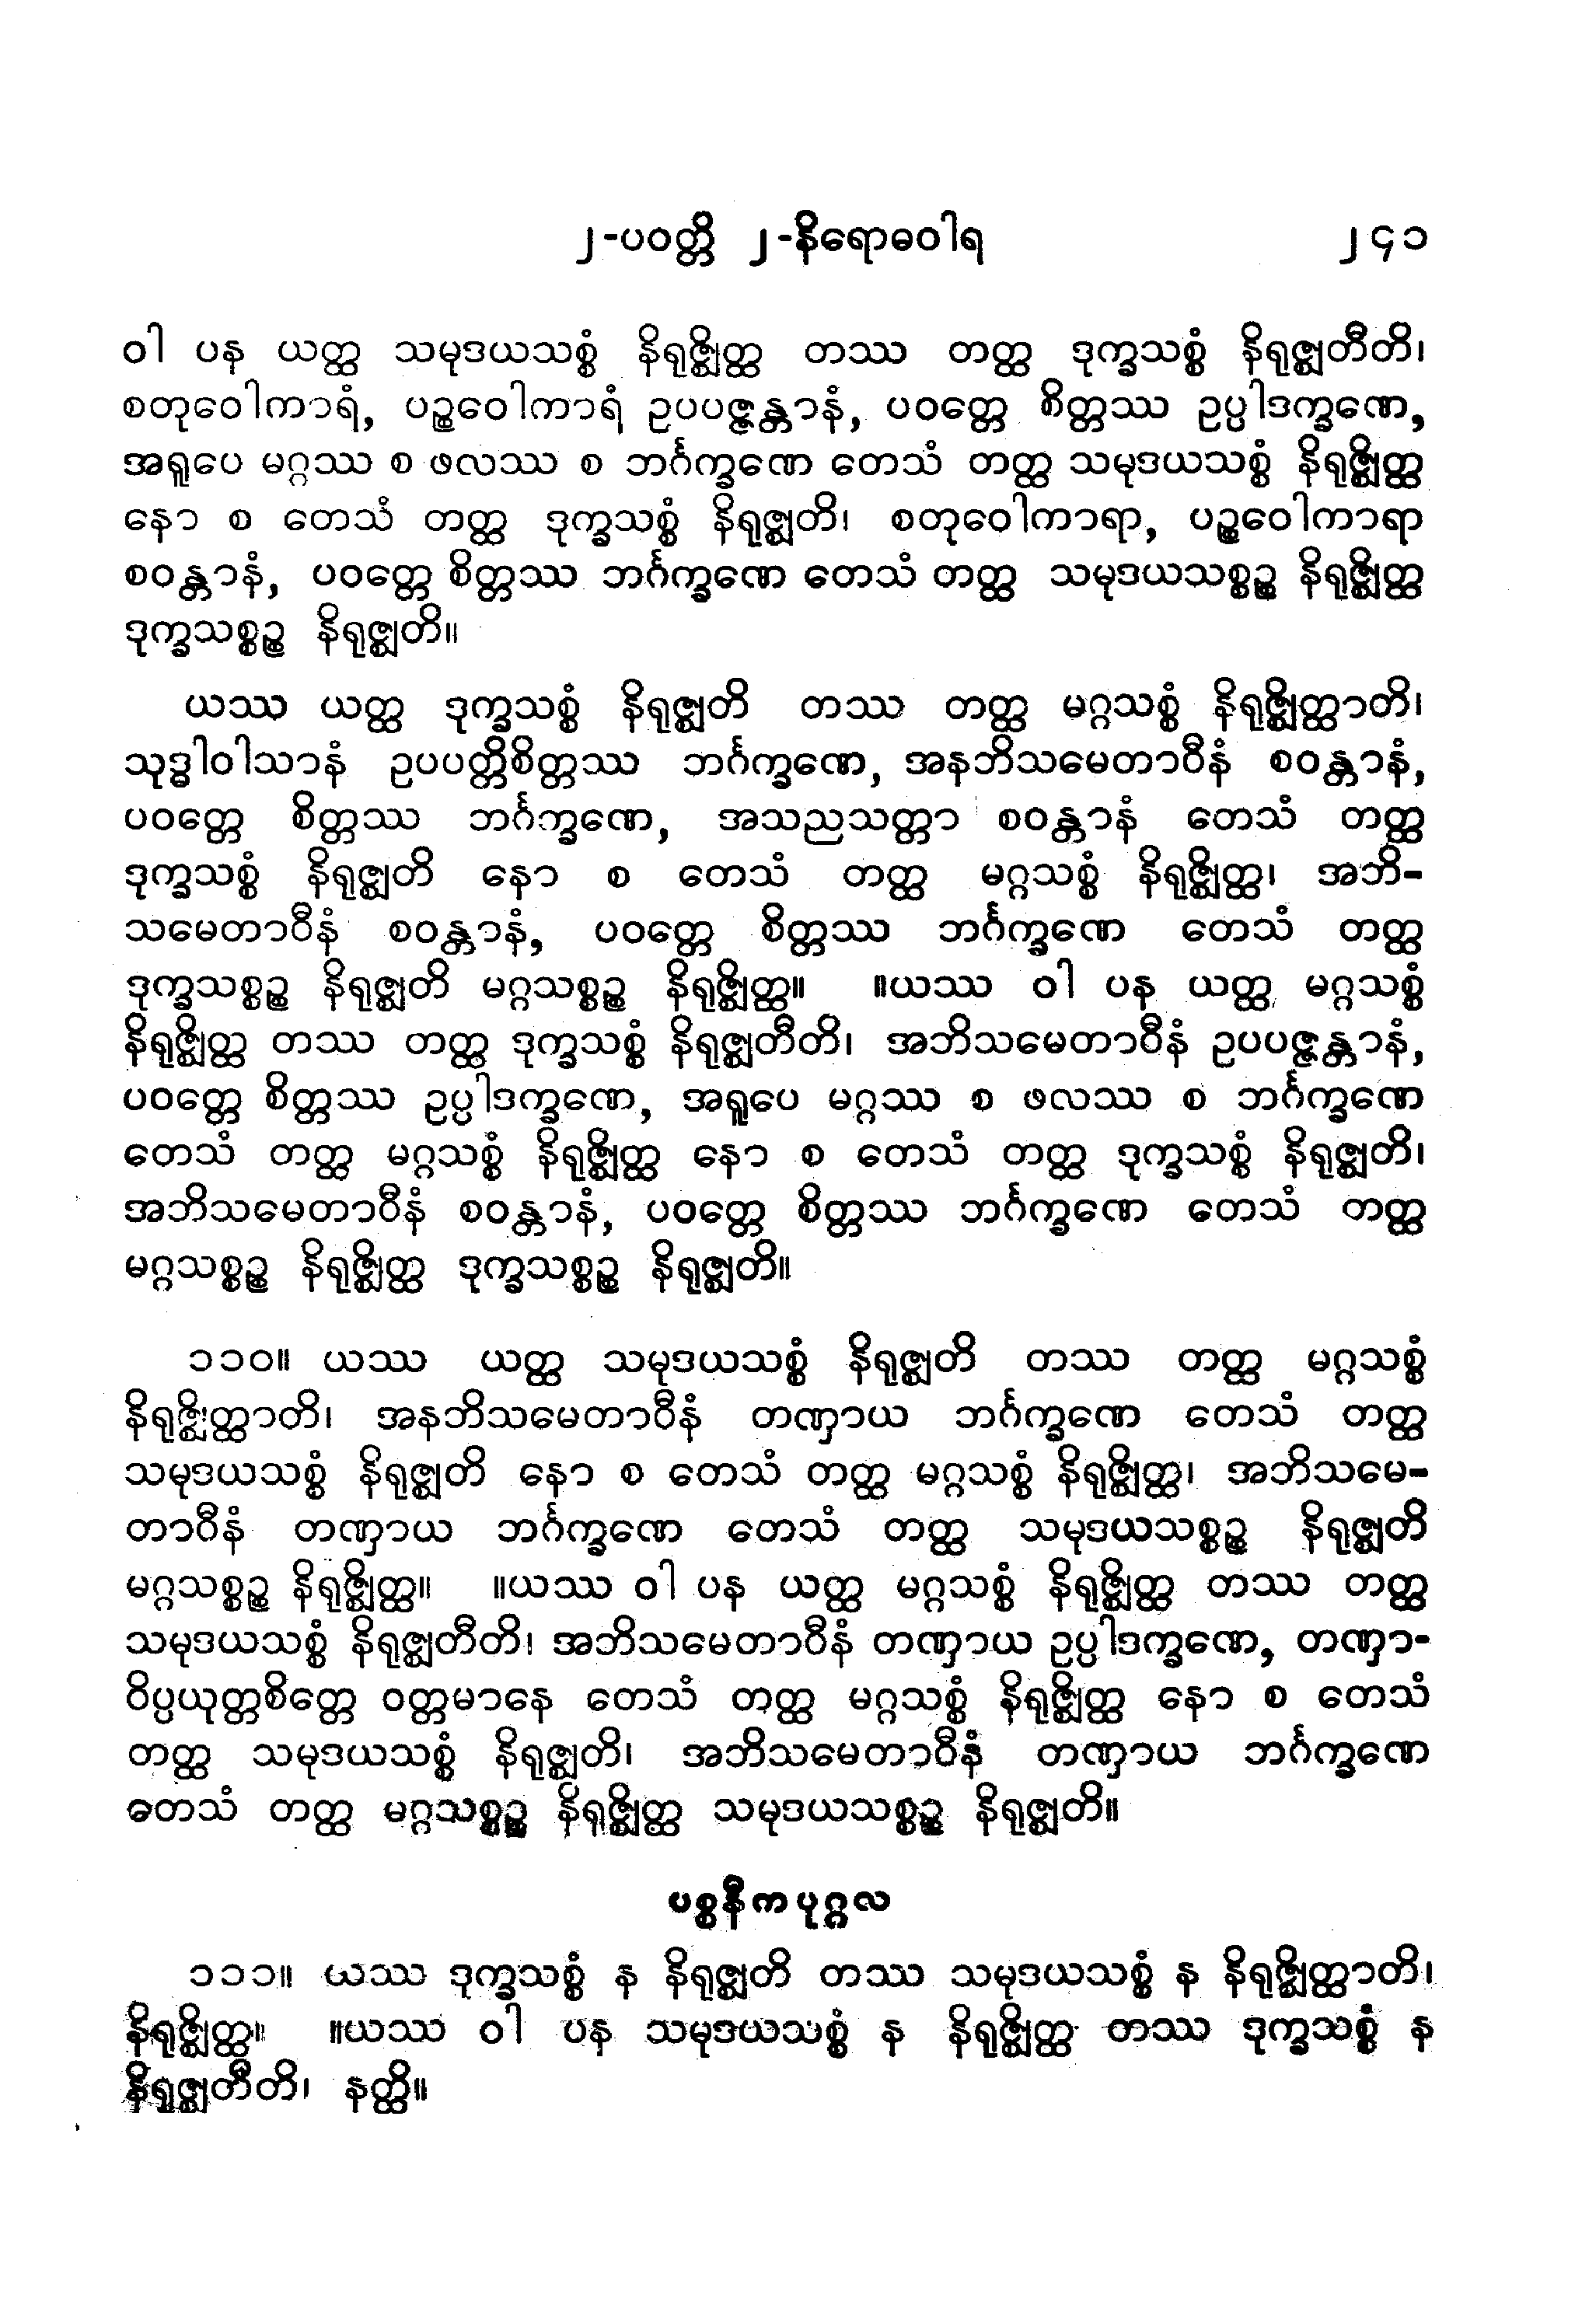 ၂-ပဝတ္တိ ၂-နိရောဓဝါရ ၂၄၁
ဝါ ပန ယတ္ထ သမုဒယသစ္စံ နိရုဇ္ဈိတ္ထ တဿ တတ္ထ ဒုက္ခသစ္စံ နိရုဇ္ဈတီတိ၊
စတုဝေါကာရံ, ပဉ္စဝေါကာရံ ဥပပဇ္ဇန္တာနံ, ပဝတ္တေ စိတ္တဿ ဥပ္ပါဒက္ခဏေ,
အရူပေ မဂ္ဂဿ စ ဖလဿ စ ဘင်္ဂက္ခဏေ တေသံ တတ္ထ သမုဒယသစ္စံ နိရုဇ္ဈိတ္ထ
နော စ တေသံ တတ္ထ ဒုက္ခသစ္စံ နိရုဇ္ဈတိ၊ စတုဝေါကာရာ, ပဉ္စဝေါကာရာ
စဝန္တာနံ, ပဝတ္တေ စိတ္တဿ ဘင်္ဂက္ခဏေ တေသံ တတ္ထ သမုဒယသစ္စဉ္စ နိရုဇ္ဈိတ္ထ
ဒုက္ခသစ္စဉ္စ နိရုဇ္ဈတိ။
ယဿ ယတ္ထ ဒုက္ခသစ္စံ နိရုဇ္ဈတိ တဿ တတ္ထ မဂ္ဂသစ္စံ နိရုဇ္ဈိတ္ထာတိ၊
သုဒ္ဓါဝါသာနံ ဥပပတ္တိစိတ္တဿ ဘင်္ဂက္ခဏေ, အနဘိသမေတာဝီနံ စဝန္တာနံ,
ပဝတ္တေ စိတ္တဿ ဘင်္ဂက္ခဏေ, အသညသတ္တာ စဝန္တာနံ တေသံ တတ္ထ
ဒုက္ခသစ္စံ နိရုဇ္ဈတိ နော စ တေသံ တတ္ထ မဂ္ဂသစ္စံ နိရုဇ္ဈိတ္ထ၊ အဘိ-
သမေတာဝီနံ စဝန္တာနံ, ပဝတ္တေ စိတ္တဿ ဘင်္ဂက္ခဏေ တေသံ တတ္ထ
ဒုက္ခသစ္စဉ္စ နိရုဇ္ဈတိ မဂ္ဂသစ္စဉ္စ နိရုဇ္ဈိတ္ထ။ ။ယဿ ဝါ ပန ယတ္ထ မဂ္ဂသစ္စံ
နိရုဇ္ဈိတ္ထ တဿ တတ္ထ ဒုက္ခသစ္စံ နိရုဇ္ဈတီတိ၊ အဘိသမေတာဝီနံ ဥပပဇ္ဇန္တာနံ,
ပဝတ္တေ စိတ္တဿ ဥပ္ပါဒက္ခဏေ, အရူပေ မဂ္ဂဿ စ ဖလဿ စ ဘင်္ဂက္ခဏေ
တေသံ တတ္ထ မဂ္ဂသစ္စံ နိရုဇ္ဈိတ္ထ နော စ တေသံ တတ္ထ ဒုက္ခသစ္စံ နိရုဇ္ဈတိ၊
အဘိသမေတာဝီနံ စဝန္တာနံ, ပဝတ္တေ စိတ္တဿ ဘင်္ဂက္ခဏေ တေသံ တတ္ထ
မဂ္ဂသစ္စဉ္စ နိရုဇ္ဈိတ္ထ ဒုက္ခသစ္စဉ္စ နိရုဇ္ဈတိ။
၁၁၀။ ယဿ ယတ္ထ သမုဒယသစ္စံ နိရုဇ္ဈတိ တဿ တတ္ထ မဂ္ဂသစ္စံ
နိရုဇ္ဈိတ္ထာတိ၊ အနဘိသမေတာဝီနံ တဏှာယ ဘင်္ဂက္ခဏေ တေသံ တတ္ထ
သမုဒယသစ္စံ နိရုဇ္ဈတိ နော စ တေသံ တတ္ထ မဂ္ဂသစ္စံ နိရုဇ္ဈိတ္ထ၊ အဘိသမေ-
တာဝီနံ တဏှာယ ဘင်္ဂက္ခဏေ တေသံ တတ္ထ သမုဒယသစ္စဉ္စ နိရုဇ္ဈတိ
မဂ္ဂသစ္စဉ္စ နိရုဇ္ဈိတ္ထ။ ။ယဿ ဝါ ပန ယတ္ထ မဂ္ဂသစ္စံ နိရုဇ္ဈိတ္ထ တဿ တတ္ထ
သမုဒယသစ္စံ နိရုဇ္ဈတီတိ၊ အဘိသမေတာဝီနံ တဏှာယ ဥပ္ပါဒက္ခဏေ, တဏှာ-
ဝိပ္ပယုတ္တစိတ္တေ ဝတ္တမာနေ တေသံ တတ္ထ မဂ္ဂသစ္စံ နိရုဇ္ဈိတ္ထ နော စ တေသံ
တတ္ထ သမုဒယသစ္စံ နိရုဇ္ဈတိ၊ အဘိသမေတာဝီနံ တဏှာယ ဘင်္ဂက္ခဏေ
တေသံ တတ္ထ မဂ္ဂသစ္စဉ္စ နိရုဇ္ဈိတ္ထ သမုဒယသစ္စဉ္စ နိရုဇ္ဈတိ။
ပစ္စနီကပုဂ္ဂလ
၁၁၁။ ယဿ ဒုက္ခသစ္စံ န နိရုဇ္ဈတိ တဿ သမုဒယသစ္စံ န နိရုဇ္ဈိတ္ထာတိ၊
နိရုဇ္ဈိတ္ထ။ ။ယဿ ဝါ ပန သမုဒယသစ္စံ န နိရုဇ္ဈိတ္ထ တဿ ဒုက္ခသစ္စံ န
နိရုဇ္ဈတီတိ၊ နတ္ထိ။